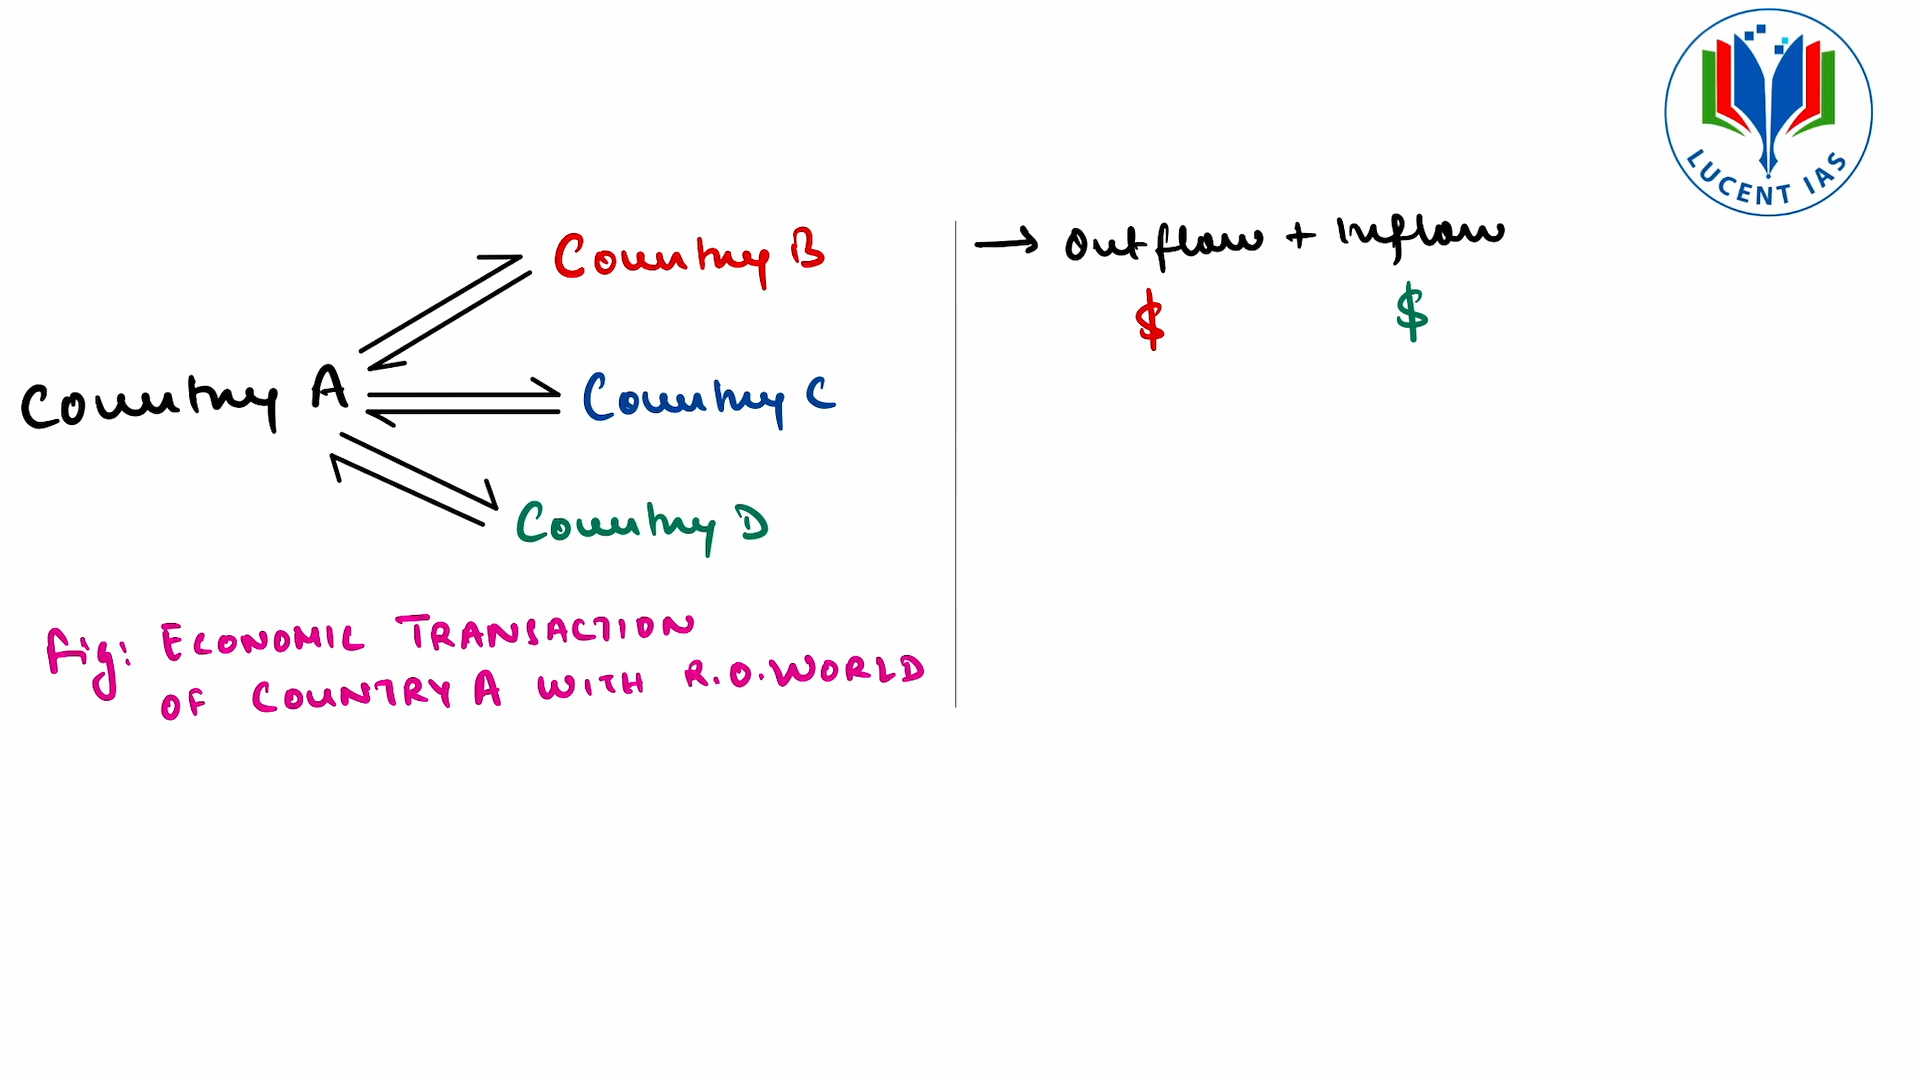 Country B
Country A
Country C
Country D
Fig: ECONOMIC TRANSACTION
OF COUNTRY A WITH R.O.WORLD
→ Outflow + Inflow
$ $
LUCENT IAS